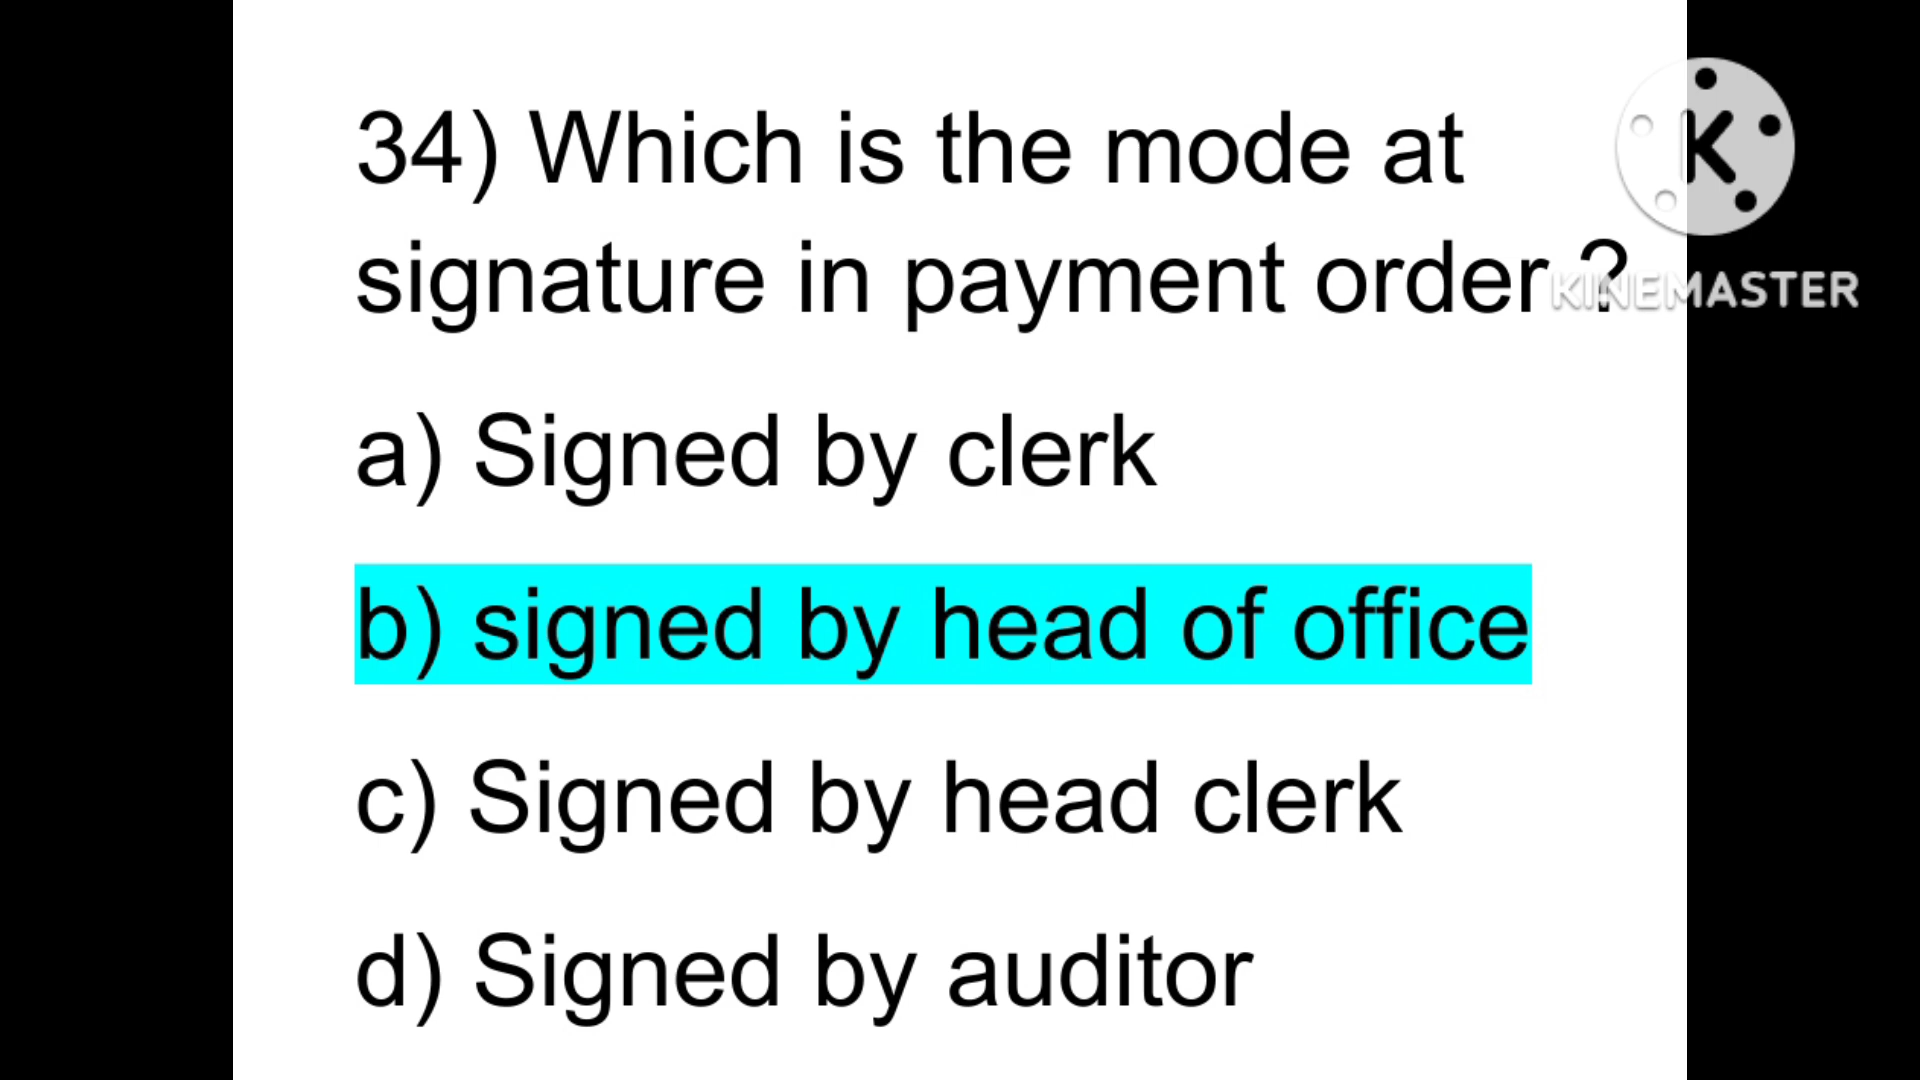 34) Which is the mode at
signature in payment order ?
KINEMASTER
a) Signed by clerk
b) signed by head of office
c) Signed by head clerk
d) Signed by auditor